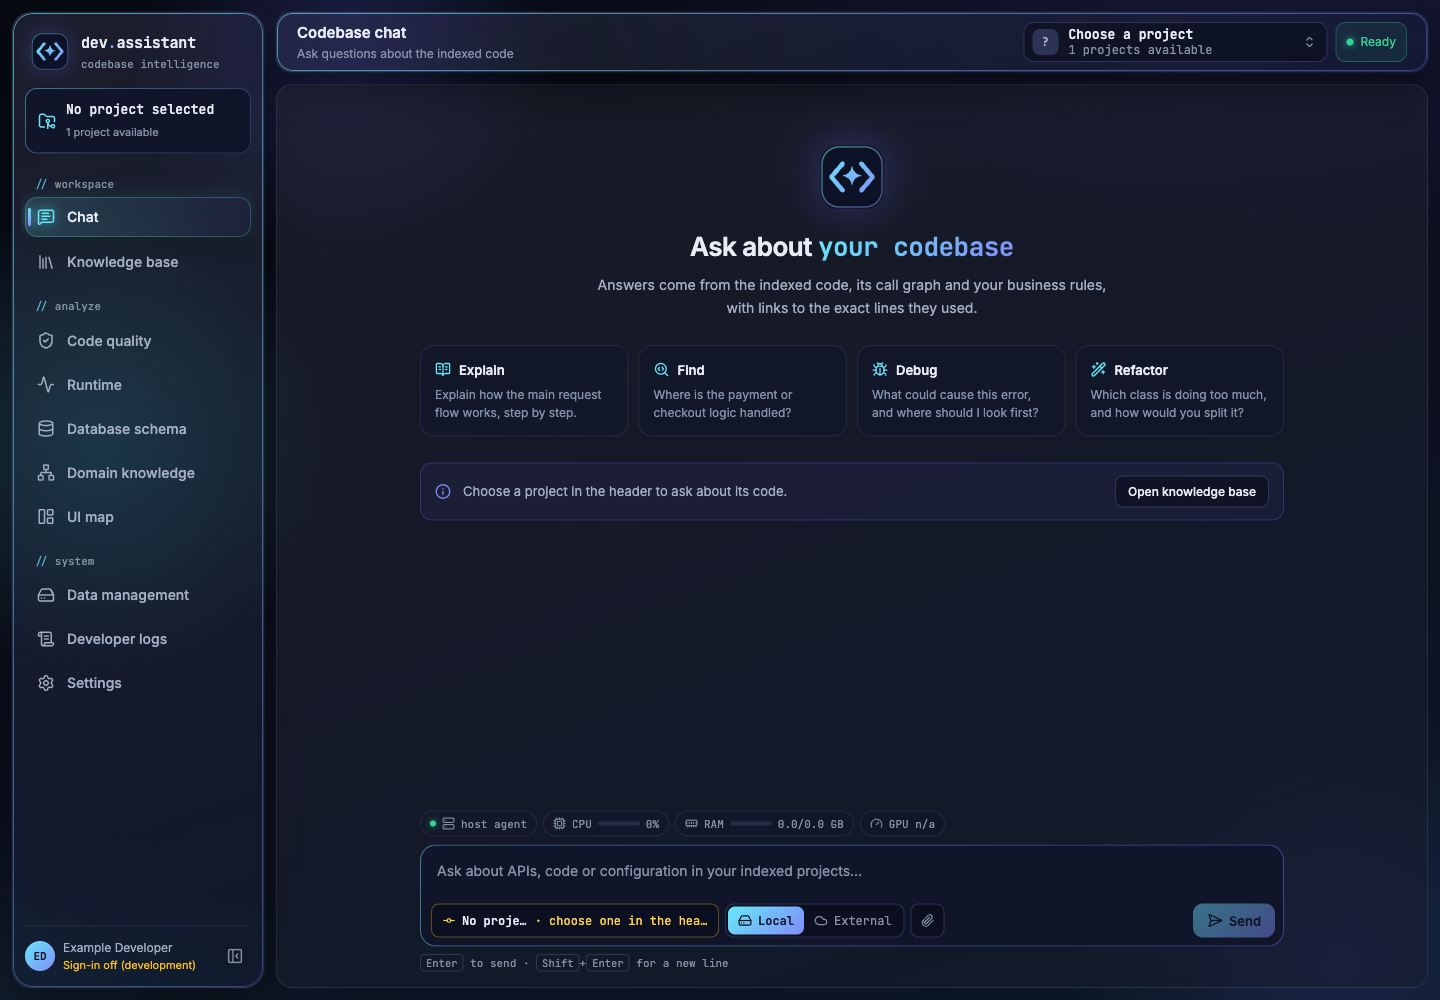 dev.assistant
codebase intelligence
No project selected
1 project available
// workspace
Chat
Knowledge base
// analyze
Code quality
Runtime
Database schema
Domain knowledge
UI map
// system
Data management
Developer logs
Settings
ED
Example Developer
Sign-in off (development)
Codebase chat
Ask questions about the indexed code
?
Choose a project
1 projects available
Ready
Ask about your codebase
Answers come from the indexed code, its call graph and your business rules,
with links to the exact lines they used.
Explain
Explain how the main request
flow works, step by step.
Find
Where is the payment or
checkout logic handled?
Debug
What could cause this error,
and where should I look first?
Refactor
Which class is doing too much,
and how would you split it?
Choose a project in the header to ask about its code.
Open knowledge base
host agent
CPU 0%
RAM 0.0/0.0 GB
GPU n/a
Ask about APIs, code or configuration in your indexed projects...
No proje… · choose one in the hea…
Local
External
Send
Enter to send · Shift+Enter for a new line